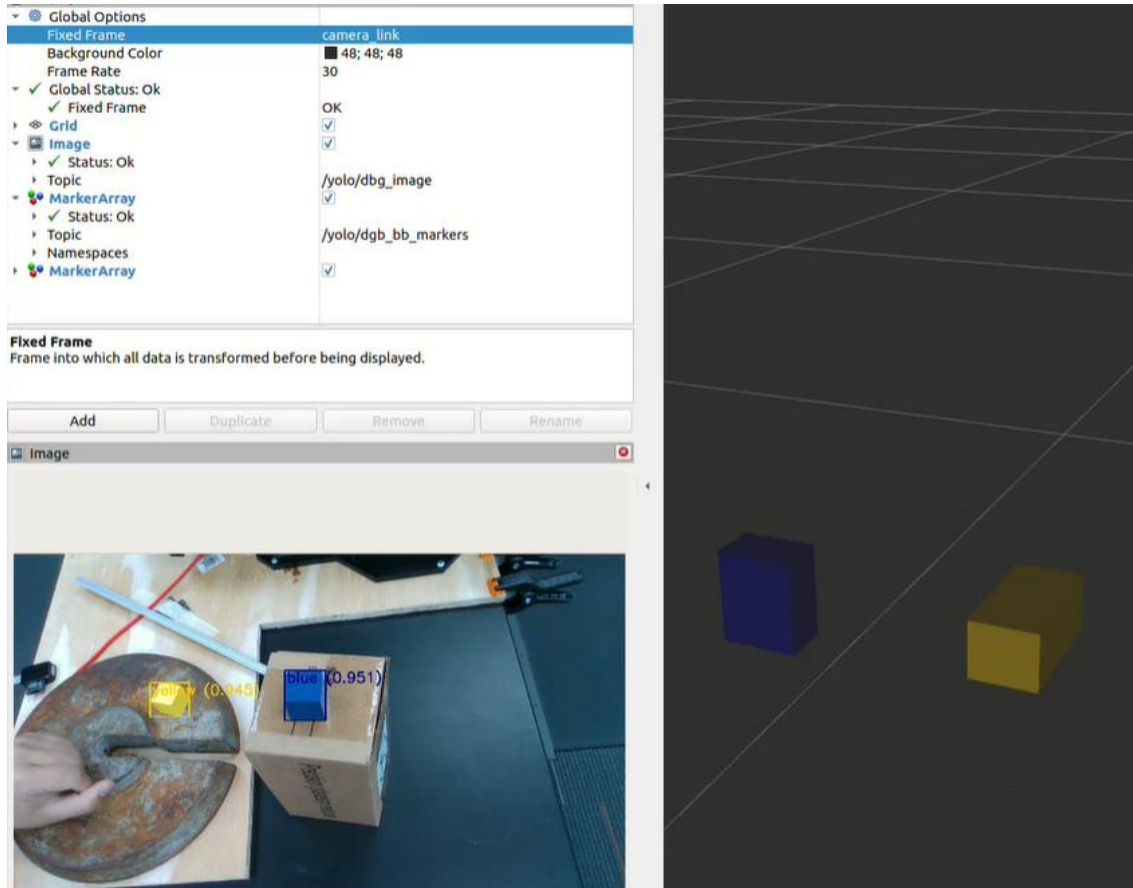 Global Options
Fixed Frame camera_link
Background Color 48; 48; 48
Frame Rate 30
Global Status: Ok
Fixed Frame OK
Grid
Image
Status: Ok
Topic /yolo/dbg_image
MarkerArray
Status: Ok
Topic /yolo/dgb_bb_markers
Namespaces
MarkerArray
Fixed Frame
Frame into which all data is transformed before being displayed.
Add Duplicate Remove Rename
Image
yellow (0.945)
blue (0.951)